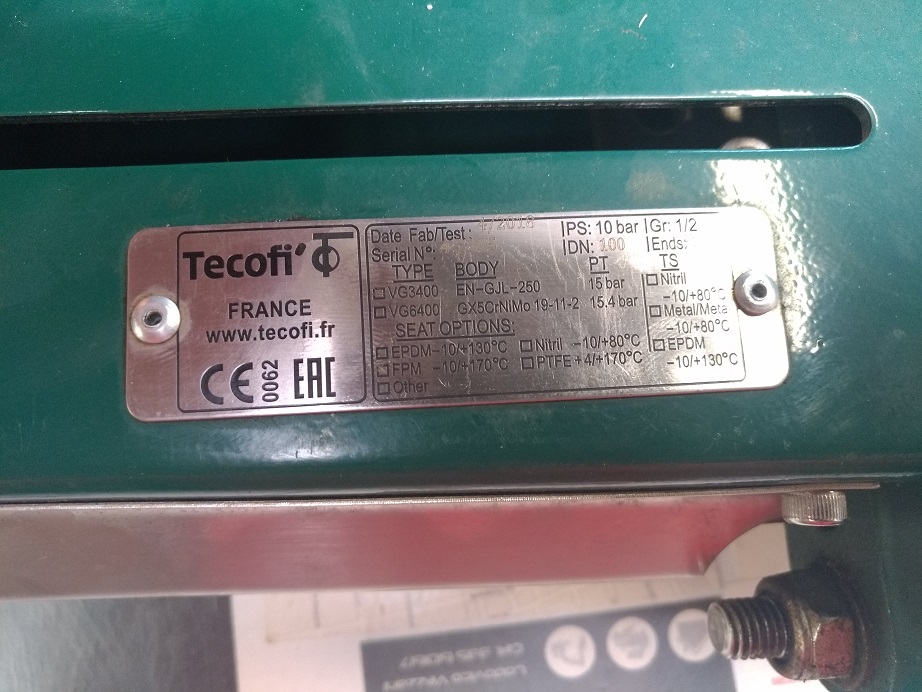 Tecofi'
FRANCE
www.tecofi.fr
CE 0062 EAC
Date Fab/Test: 4/2018 PS: 10 bar Gr: 1/2
Serial N°: DN: 100 Ends:
TYPE BODY PT TS
VG3400 EN-GJL-250 15 bar Nitril
-10/+80°C
VG6400 GX5CrNiMo 19-11-2 15.4 bar Metal/Metal
-10/+80°C
SEAT OPTIONS:
EPDM -10/+130°C Nitril -10/+80°C EPDM
-10/+130°C
FPM -10/+170°C PTFE +4/+170°C
Other